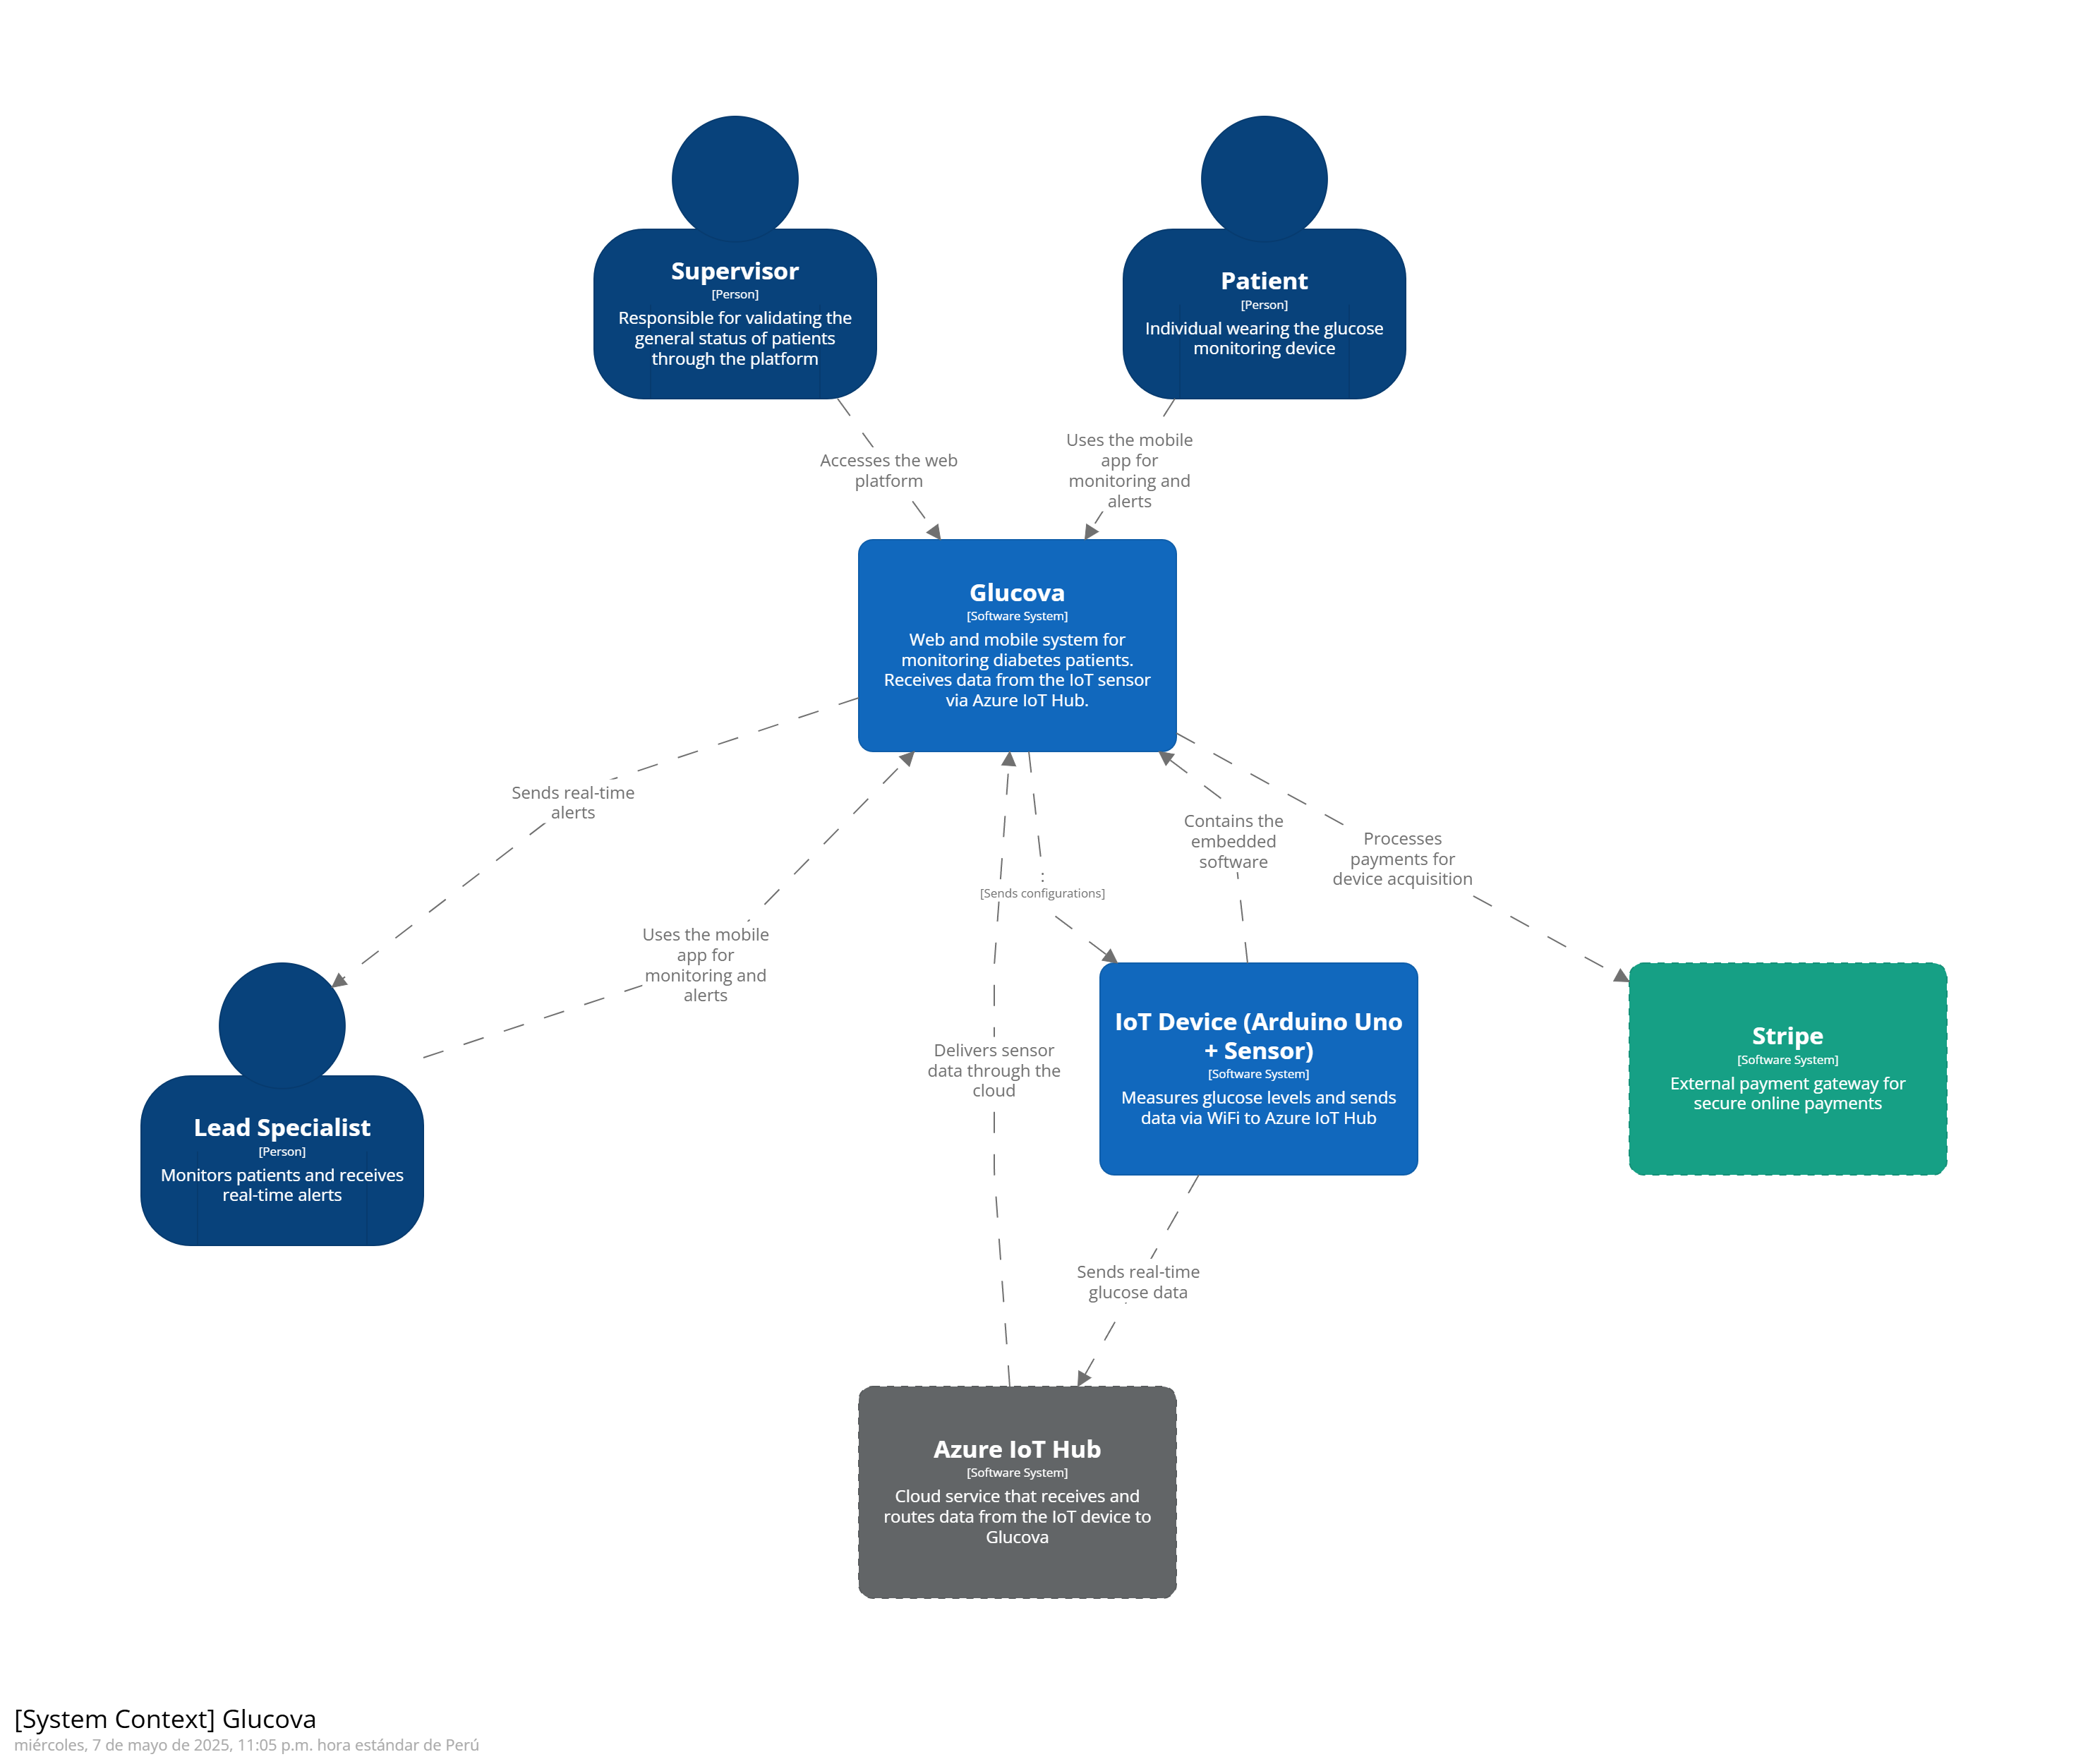 Supervisor
[Person]
Responsible for validating the
general status of patients
through the platform
Patient
[Person]
Individual wearing the glucose
monitoring device
Accesses the web
platform
Uses the mobile
app for
monitoring and
alerts
Glucova
[Software System]
Web and mobile system for
monitoring diabetes patients.
Receives data from the IoT sensor
via Azure IoT Hub.
Sends real-time
alerts
Uses the mobile
app for
monitoring and
alerts
:
[Sends configurations]
Contains the
embedded
software
Processes
payments for
device acquisition
Lead Specialist
[Person]
Monitors patients and receives
real-time alerts
Delivers sensor
data through the
cloud
IoT Device (Arduino Uno
+ Sensor)
[Software System]
Measures glucose levels and sends
data via WiFi to Azure IoT Hub
Stripe
[Software System]
External payment gateway for
secure online payments
Sends real-time
glucose data
Azure IoT Hub
[Software System]
Cloud service that receives and
routes data from the IoT device to
Glucova
[System Context] Glucova
miércoles, 7 de mayo de 2025, 11:05 p.m. hora estándar de Perú